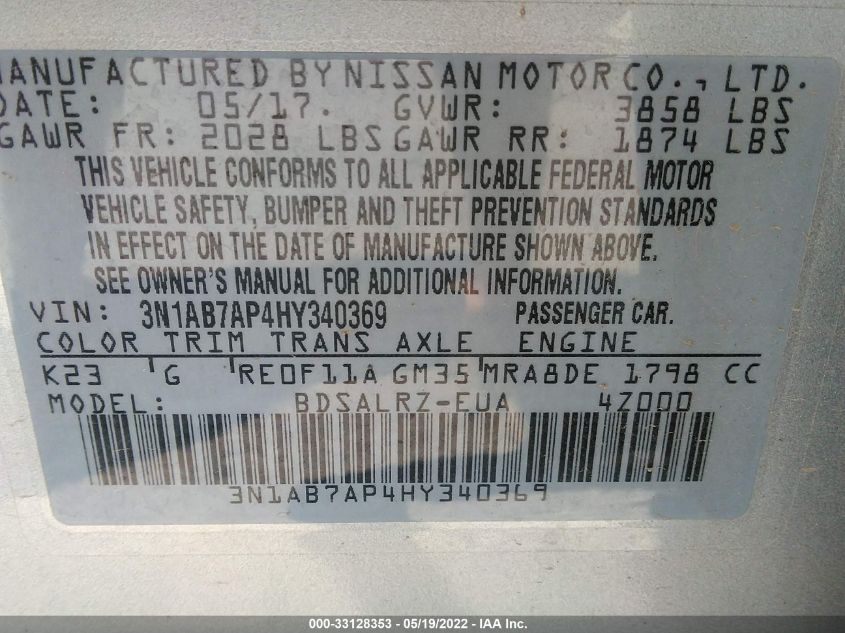 MANUFACTURED BY NISSAN MOTOR CO., LTD.
DATE: 05/17. GVWR: 3858 LBS
GAWR FR: 2028 LBS GAWR RR: 1874 LBS
THIS VEHICLE CONFORMS TO ALL APPLICABLE FEDERAL MOTOR
VEHICLE SAFETY, BUMPER AND THEFT PREVENTION STANDARDS
IN EFFECT ON THE DATE OF MANUFACTURE SHOWN ABOVE.
SEE OWNER'S MANUAL FOR ADDITIONAL INFORMATION.
VIN: 3N1AB7AP4HY340369 PASSENGER CAR.
COLOR TRIM TRANS AXLE ENGINE
K23 G RE0F11A GM35 MRA8DE 1798 CC
MODEL: BDSALRZ-EUA 4Z000
3N1AB7AP4HY340369
000-33128353 - 05/19/2022 - IAA Inc.